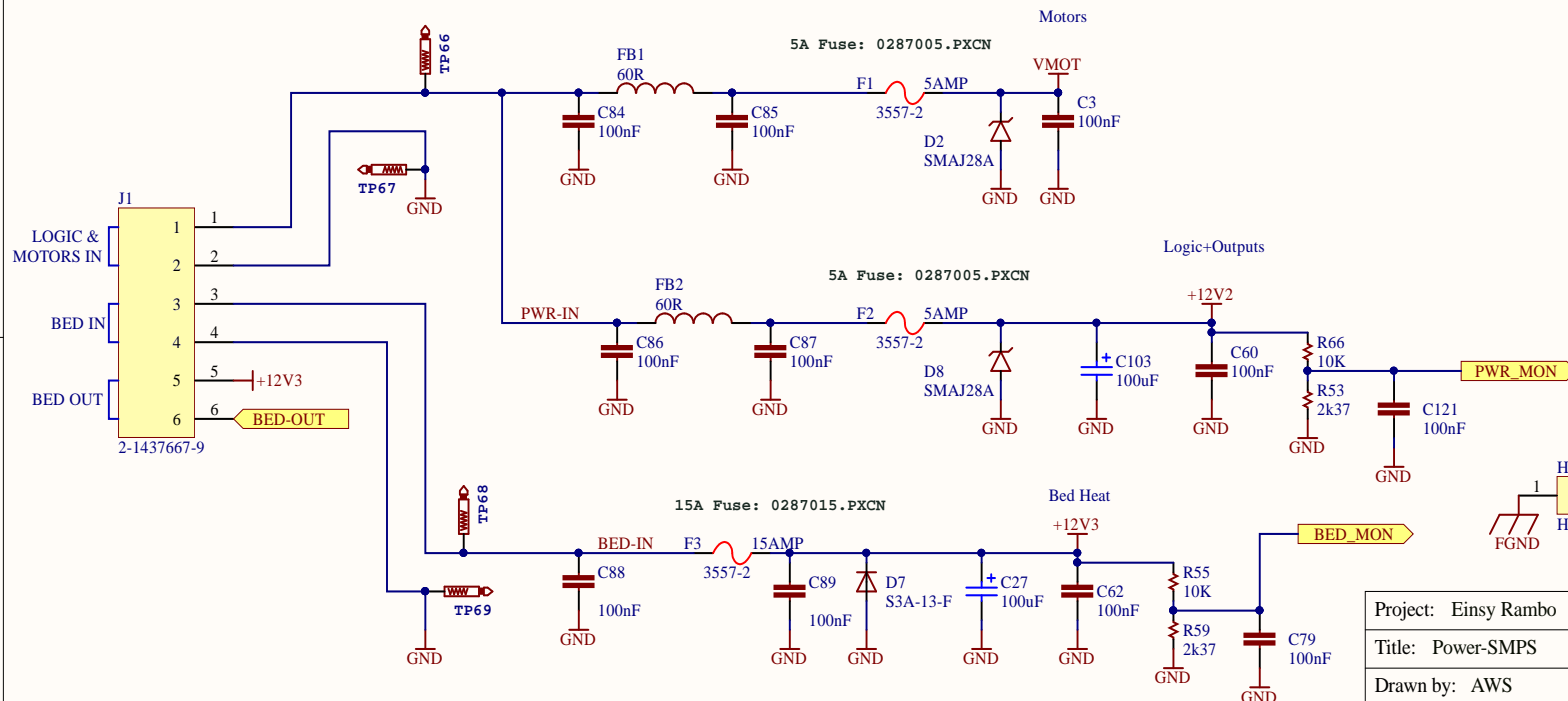 Motors
5A Fuse: 0287005.PXCN
TP66
FB1
60R
VMOT
F1
5AMP
3557-2
C84
100nF
C85
100nF
C3
100nF
D2
SMAJ28A
GND
GND
GND
GND
TP67
GND
J1
LOGIC &
MOTORS IN
BED IN
BED OUT
1
2
3
4
5
6
1
2
3
4
5
6
+12V3
BED-OUT
2-1437667-9
Logic+Outputs
5A Fuse: 0287005.PXCN
+12V2
PWR-IN
FB2
60R
F2
5AMP
3557-2
C86
100nF
C87
100nF
D8
SMAJ28A
C103
100uF
C60
100nF
R66
10K
R53
2k37
PWR_MON
C121
100nF
GND
GND
GND
GND
GND
GND
GND
Bed Heat
15A Fuse: 0287015.PXCN
+12V3
TP68
BED-IN
F3
15AMP
3557-2
BED_MON
C88
100nF
C89
100nF
D7
S3A-13-F
C27
100uF
C62
100nF
R55
10K
R59
2k37
C79
100nF
TP69
GND
GND
GND
GND
GND
GND
GND
GND
1
H
H
FGND
Project: Einsy Rambo
Title: Power-SMPS
Drawn by: AWS